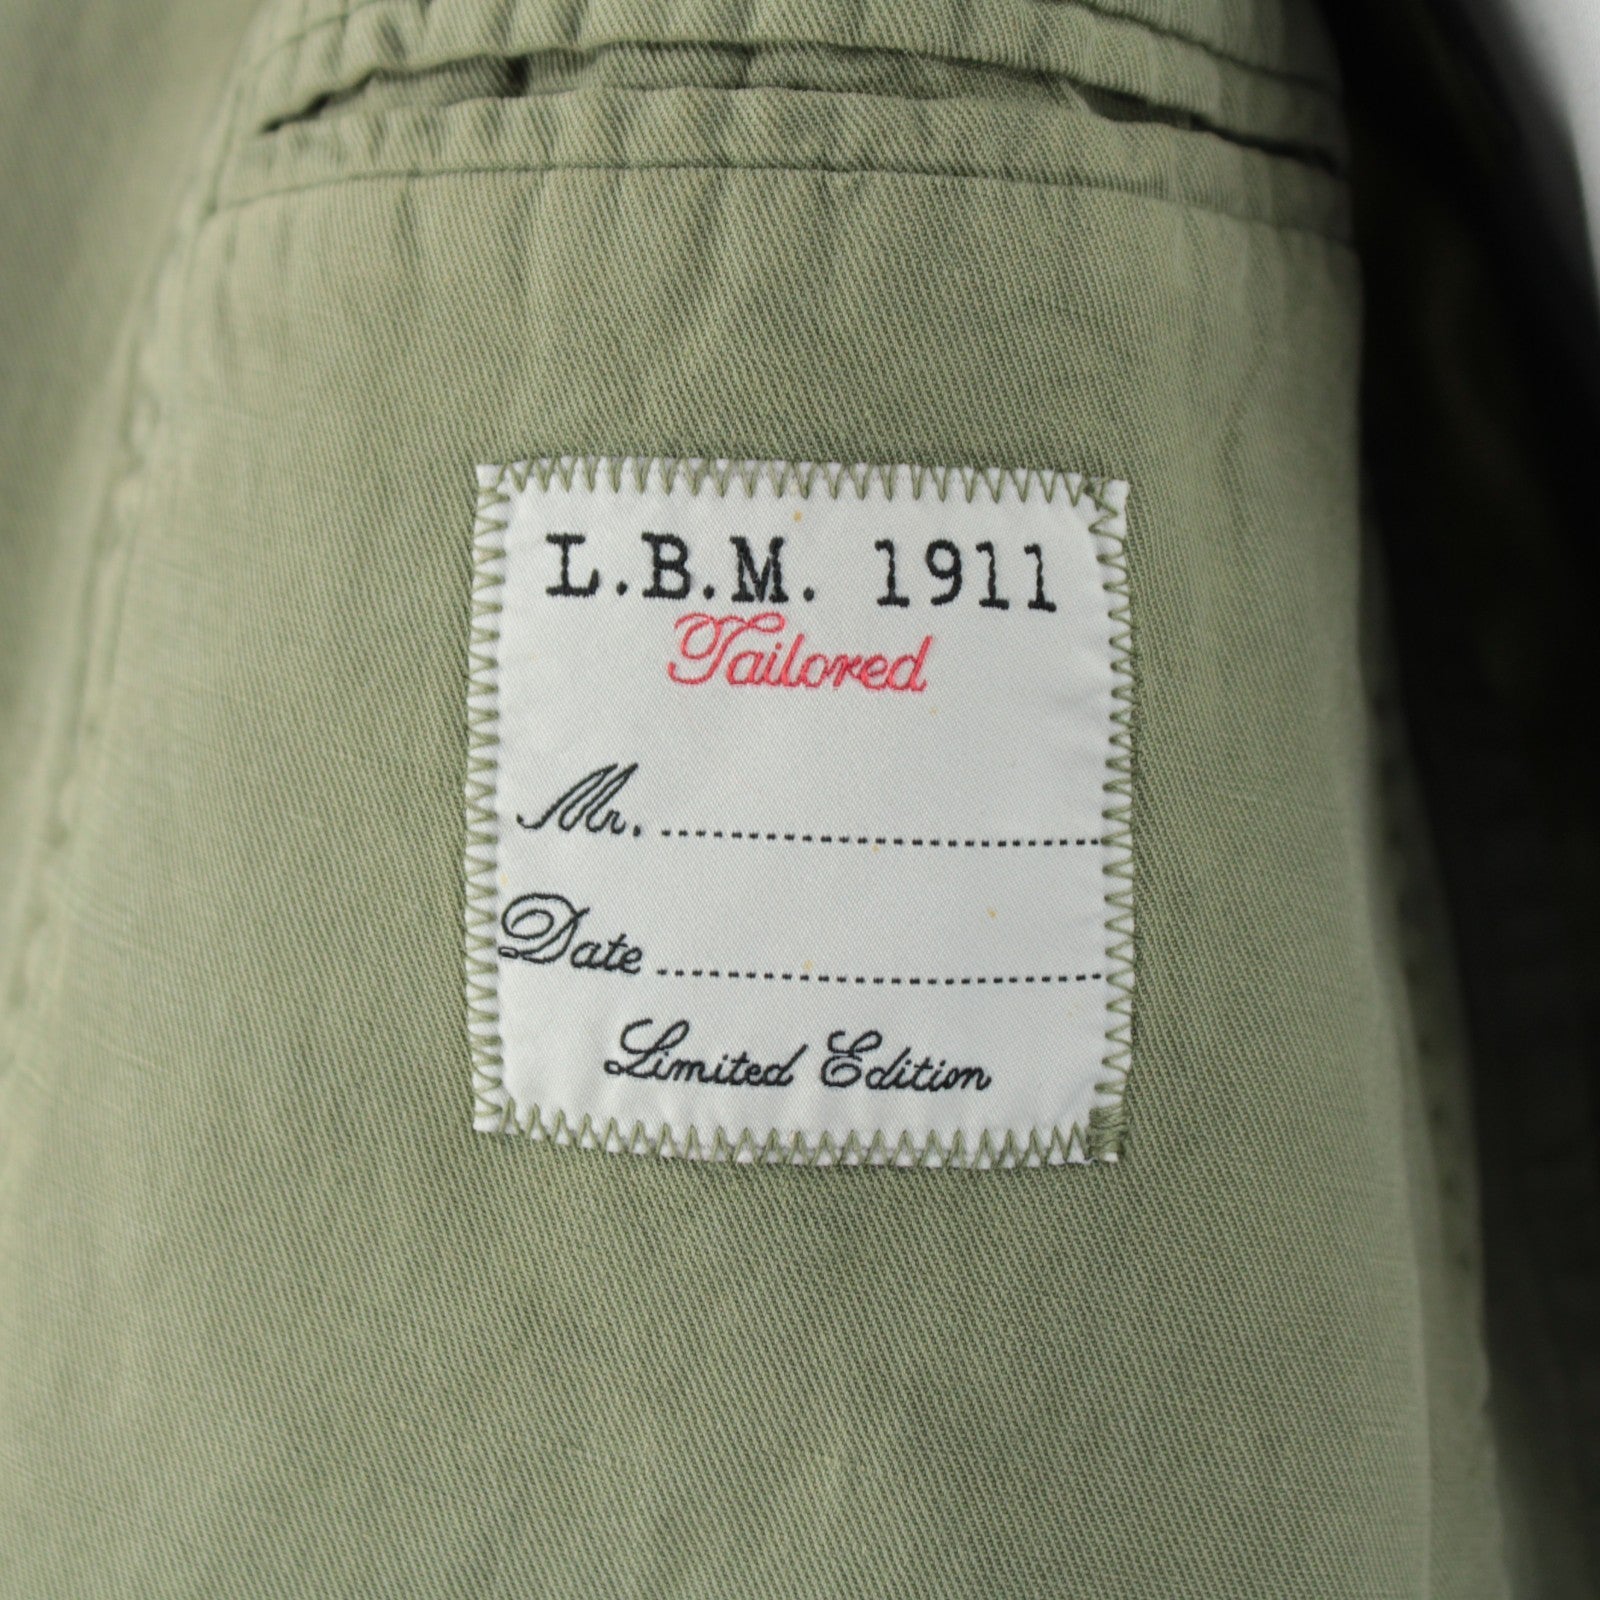 L.B.M. 1911
Tailored
Mr. ........................................
Date ........................................
Limited Edition